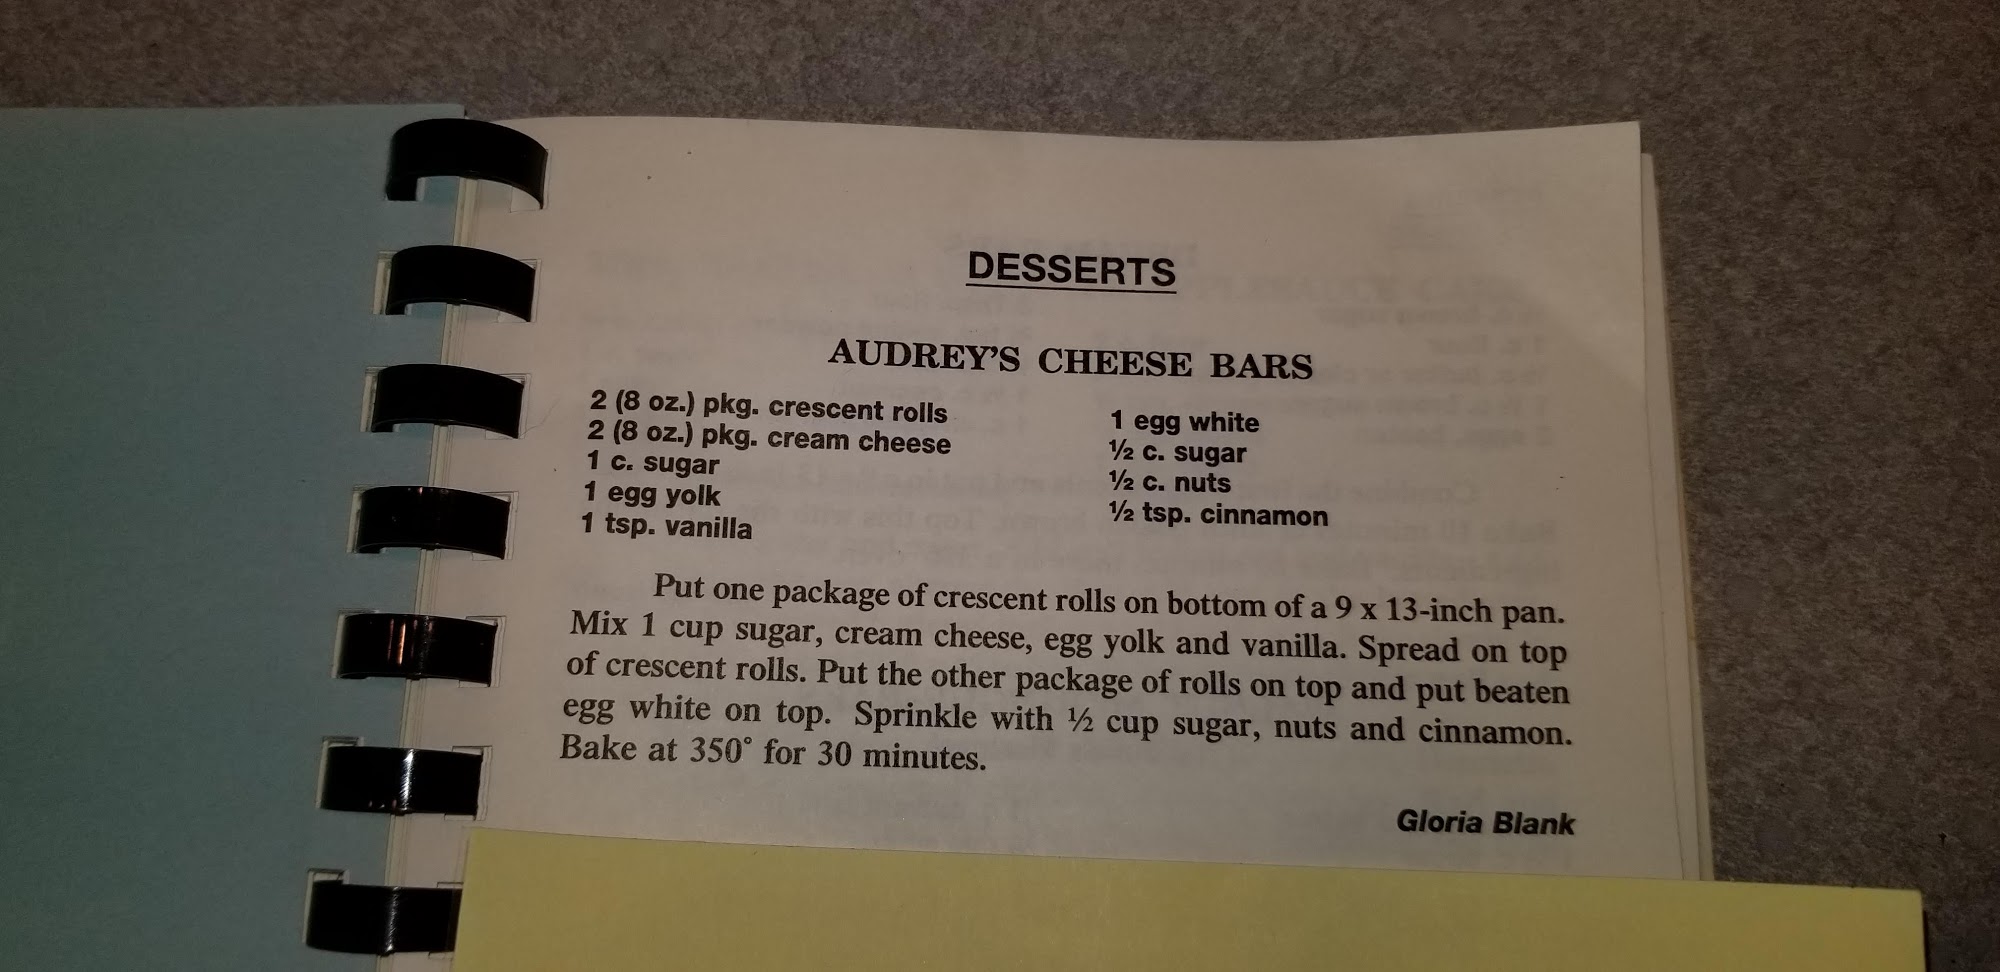 DESSERTS
AUDREY'S CHEESE BARS
2 (8 oz.) pkg. crescent rolls
2 (8 oz.) pkg. cream cheese
1 c. sugar
1 egg yolk
1 tsp. vanilla
1 egg white
½ c. sugar
½ c. nuts
½ tsp. cinnamon
Put one package of crescent rolls on bottom of a 9 x 13-inch pan.
Mix 1 cup sugar, cream cheese, egg yolk and vanilla. Spread on top
of crescent rolls. Put the other package of rolls on top and put beaten
egg white on top. Sprinkle with ½ cup sugar, nuts and cinnamon.
Bake at 350° for 30 minutes.
Gloria Blank